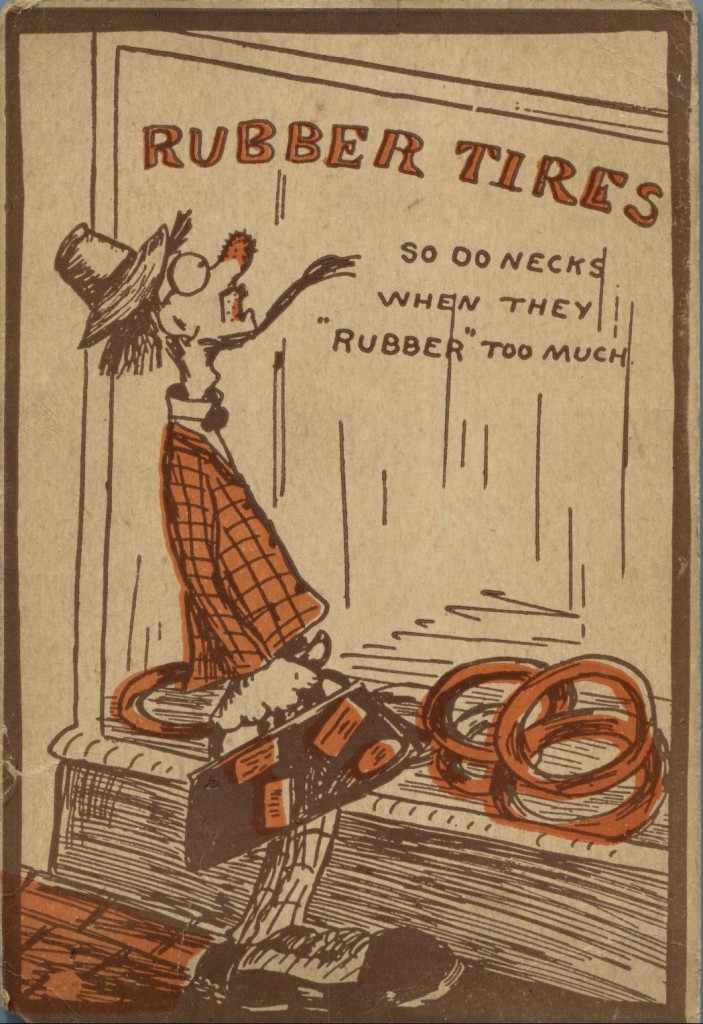 RUBBER TIRES
SO DO NECKS
WHEN THEY
"RUBBER" TOO MUCH.